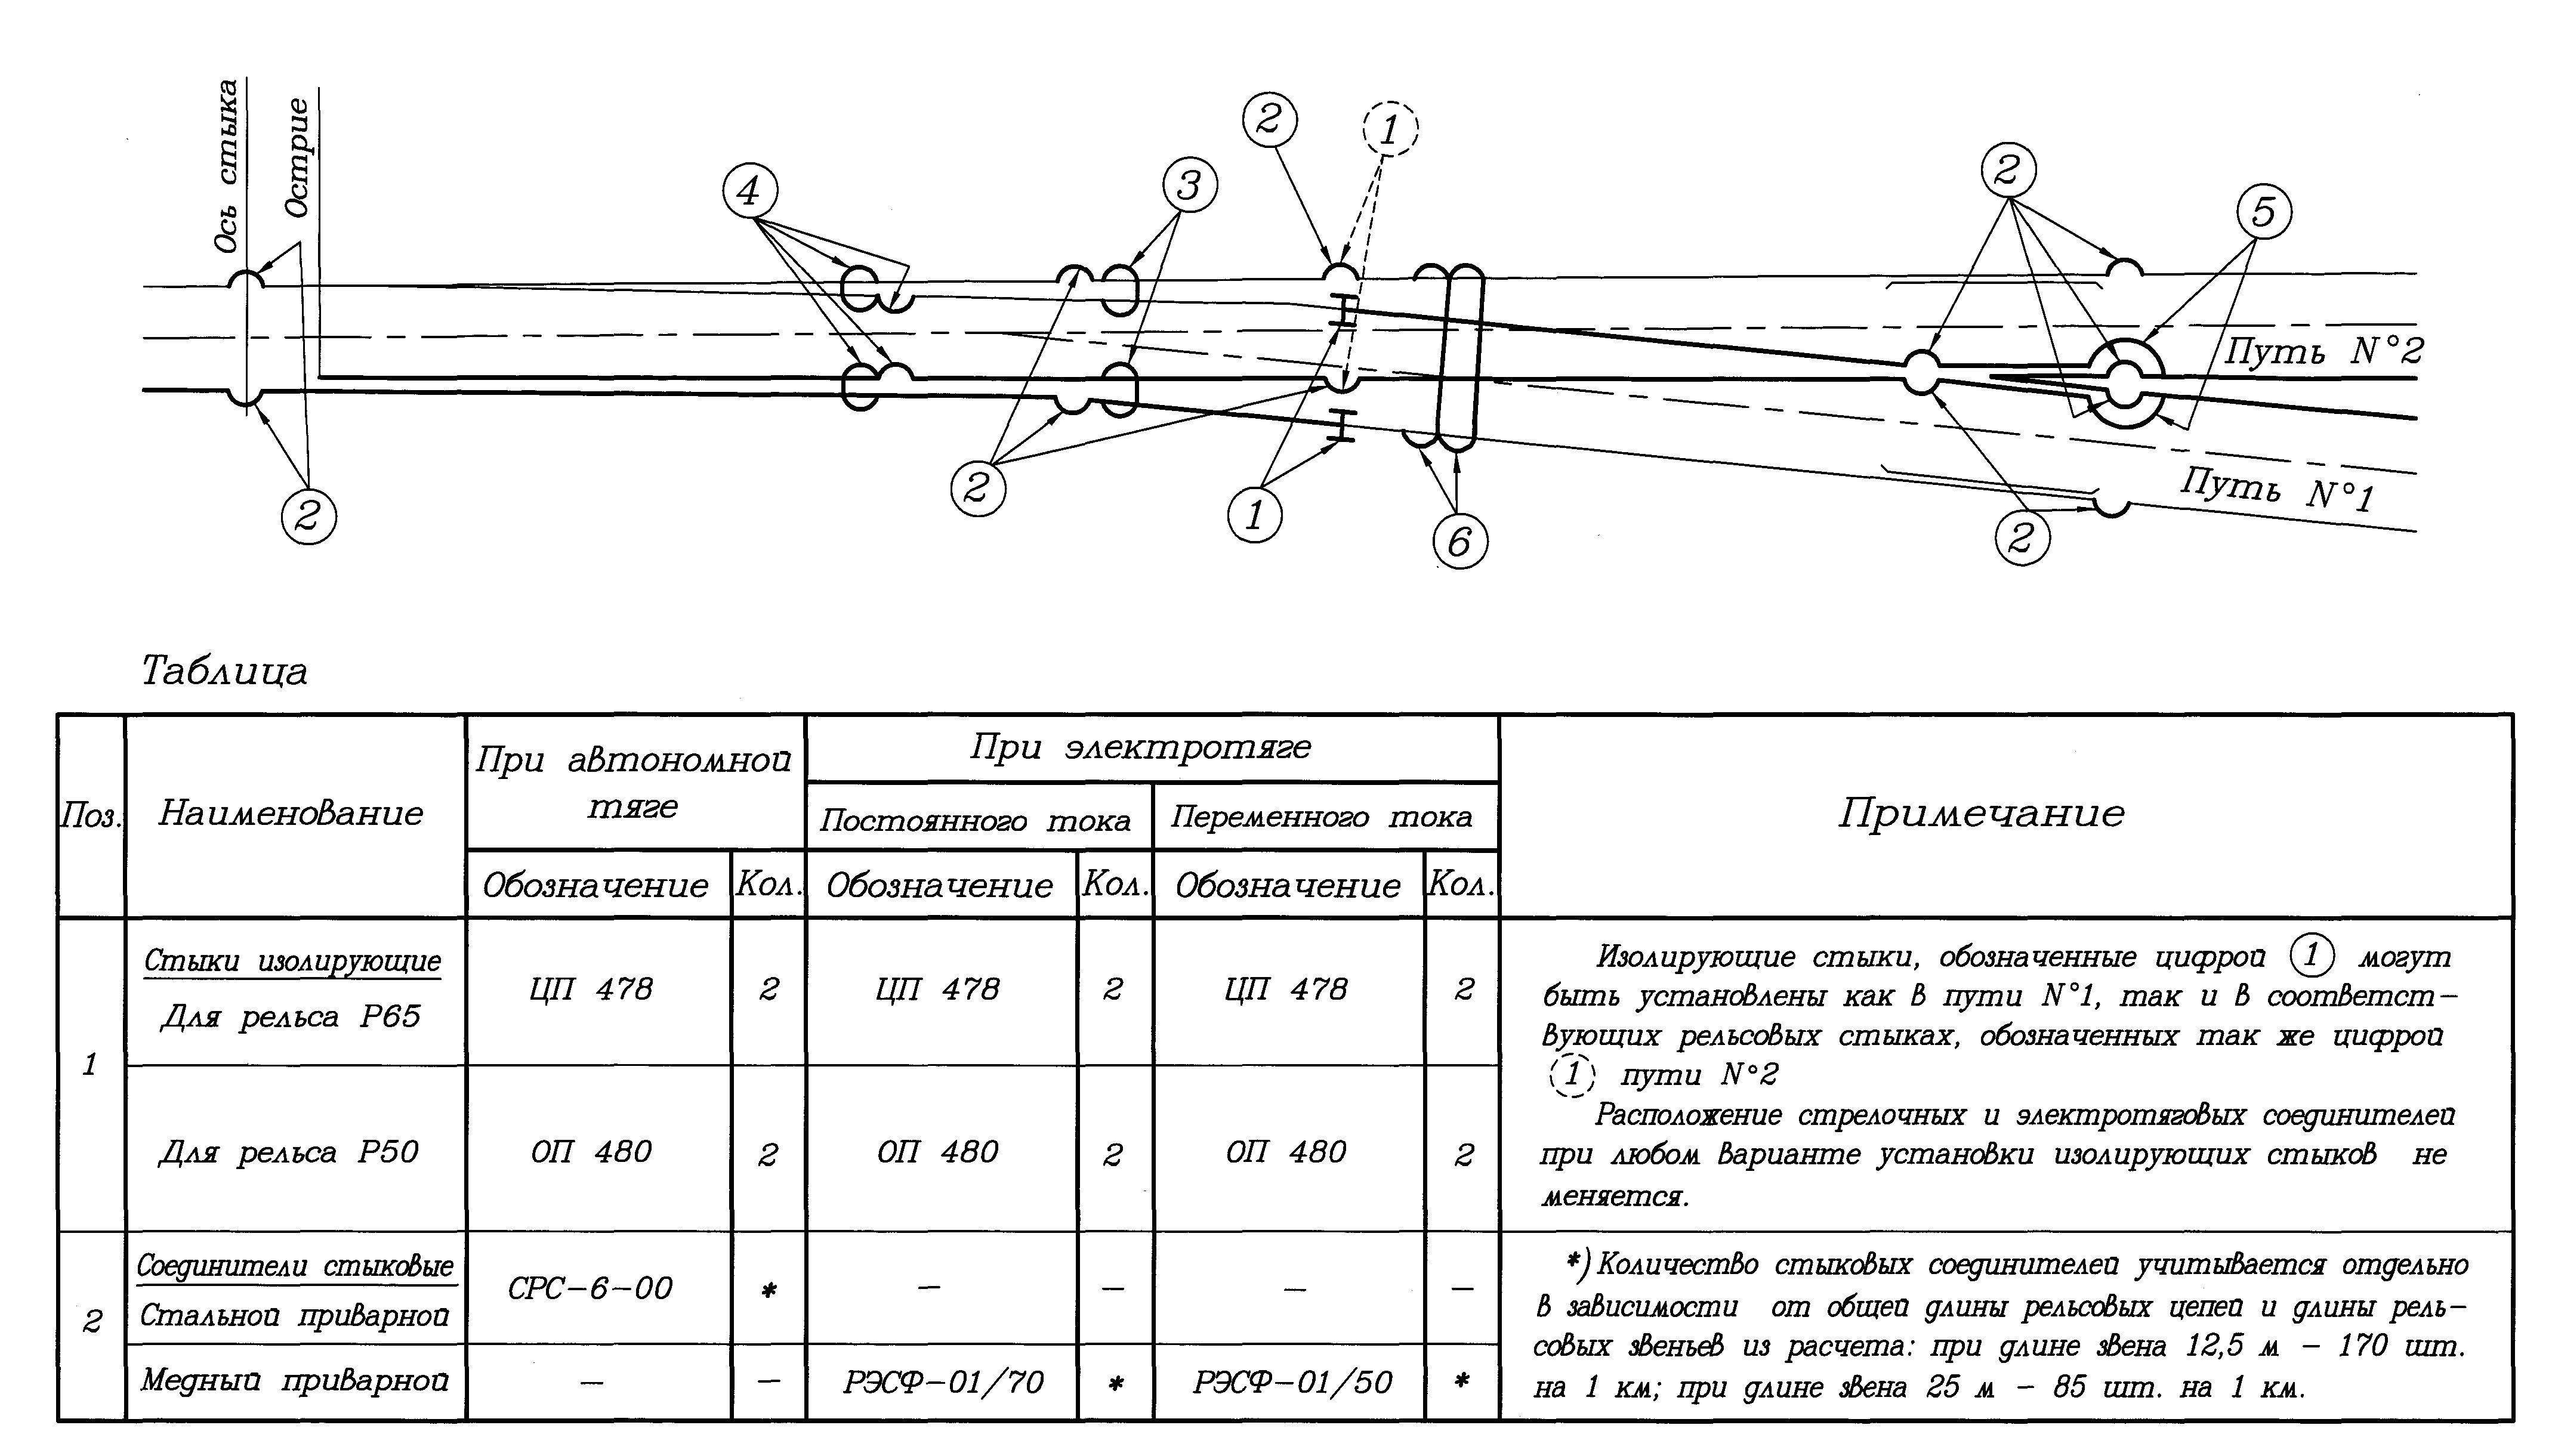 Ось стыка
Острие
2
1
4
3
2
5
Путь N°2
2
2
1
6
2
Путь N°1
Таблица
Поз.
Наименование
При автономной
тяге
При электротяге
Постоянного тока
Переменного тока
Примечание
Обозначение
Кол.
Обозначение
Кол.
Обозначение
Кол.
1
Стыки изолирующие
Для рельса Р65
ЦП 478
2
ЦП 478
2
ЦП 478
2
Изолирующие стыки, обозначенные цифрой 1 могут
быть установлены как в пути N°1, так и в соответст-
вующих рельсовых стыках, обозначенных так же цифрой
1 пути N°2
Расположение стрелочных и электротяговых соединителей
при любом варианте установки изолирующих стыков не
меняется.
Для рельса Р50
ОП 480
2
ОП 480
2
ОП 480
2
2
Соединители стыковые
Стальной приварной
СРС-6-00
*
-
-
-
-
*) Количество стыковых соединителей учитывается отдельно
в зависимости от общей длины рельсовых цепей и длины рель-
совых звеньев из расчета: при длине звена 12,5 м - 170 шт.
на 1 км; при длине звена 25 м - 85 шт. на 1 км.
Медный приварной
-
-
РЭСФ-01/70
*
РЭСФ-01/50
*